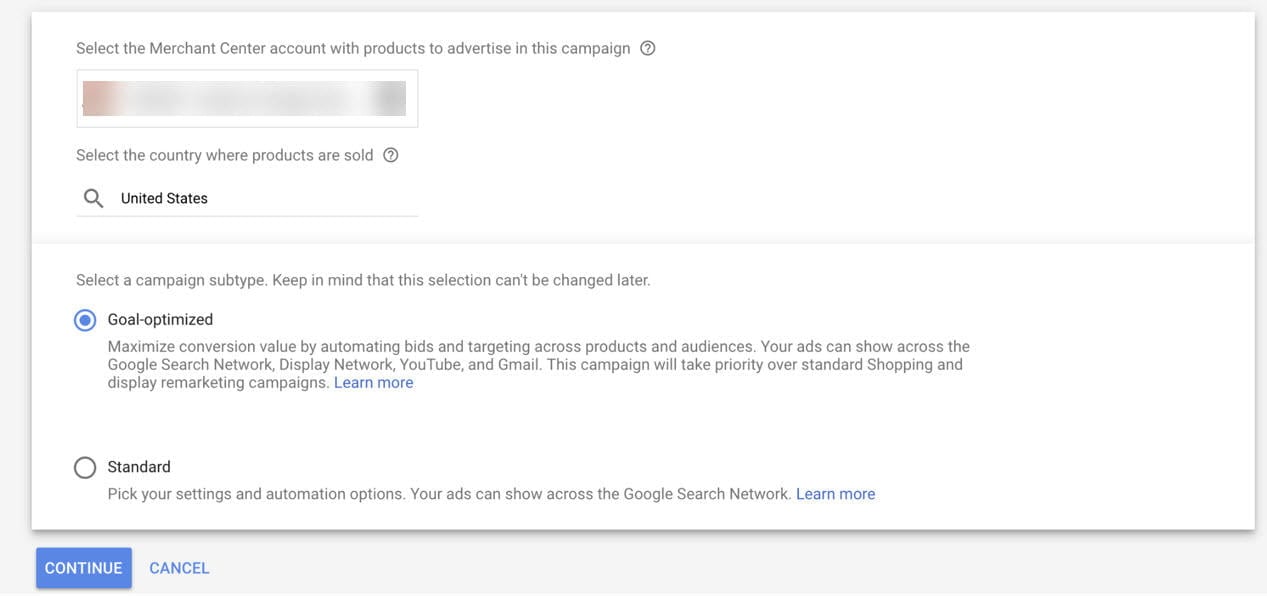 Select the Merchant Center account with products to advertise in this campaign ?
Select the country where products are sold ?
United States
Select a campaign subtype. Keep in mind that this selection can't be changed later.
Goal-optimized
Maximize conversion value by automating bids and targeting across products and audiences. Your ads can show across the
Google Search Network, Display Network, YouTube, and Gmail. This campaign will take priority over standard Shopping and
display remarketing campaigns. Learn more
Standard
Pick your settings and automation options. Your ads can show across the Google Search Network. Learn more
CONTINUE CANCEL